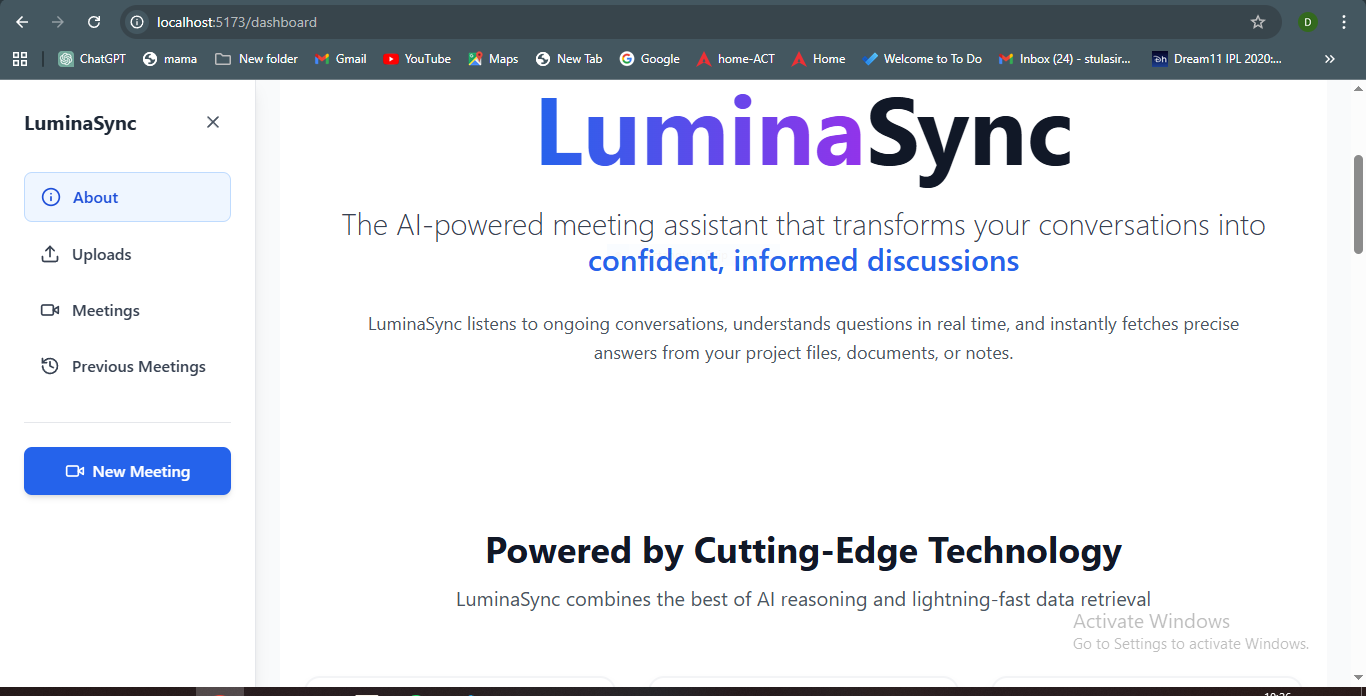 localhost:5173/dashboard
D
ChatGPT
mama
New folder
Gmail
YouTube
Maps
New Tab
Google
home-ACT
Home
Welcome to To Do
Inbox (24) - stulasir...
Dream11 IPL 2020:...
LuminaSync
About
Uploads
Meetings
Previous Meetings
New Meeting
LuminaSync
The AI-powered meeting assistant that transforms your conversations into
confident, informed discussions
LuminaSync listens to ongoing conversations, understands questions in real time, and instantly fetches precise
answers from your project files, documents, or notes.
Powered by Cutting-Edge Technology
LuminaSync combines the best of AI reasoning and lightning-fast data retrieval
Activate Windows
Go to Settings to activate Windows.